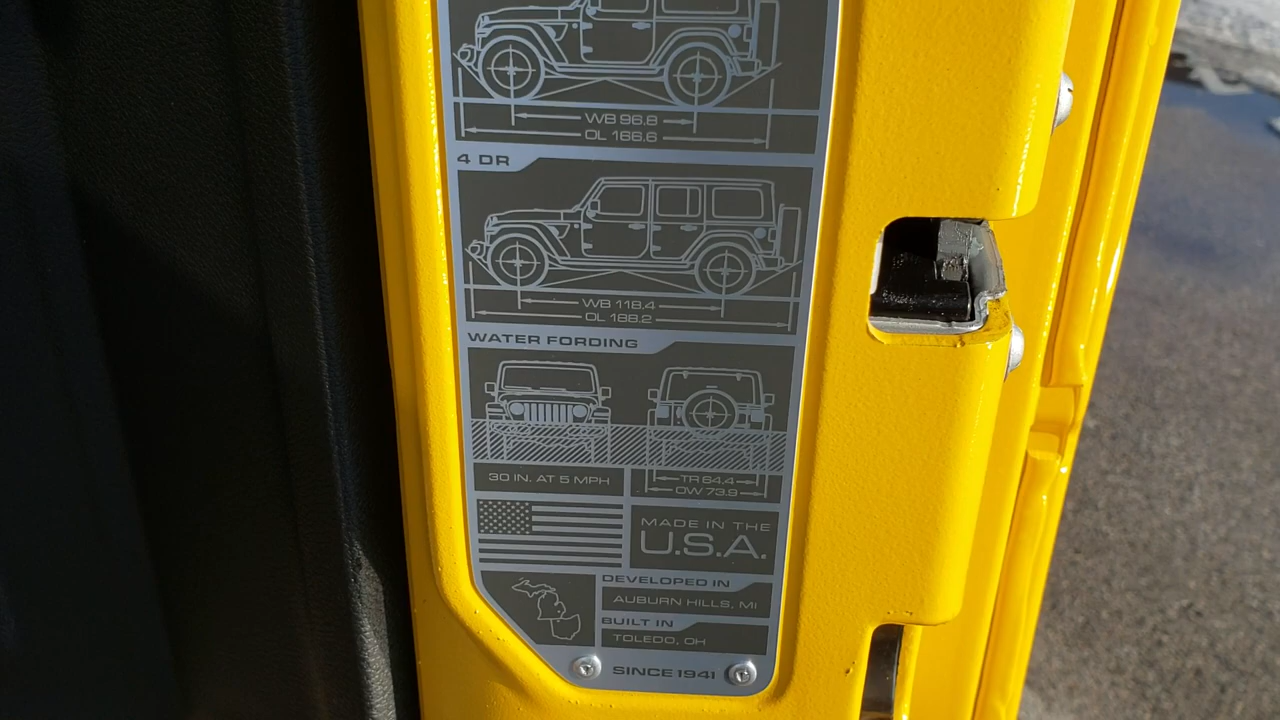 WB 96.8
OL 166.6
4 DR
WB 118.4
OL 188.2
WATER FORDING
30 IN. AT 5 MPH
TR 64.4
OW 73.9
MADE IN THE
U.S.A.
DEVELOPED IN
AUBURN HILLS, MI
BUILT IN
TOLEDO, OH
SINCE 1941